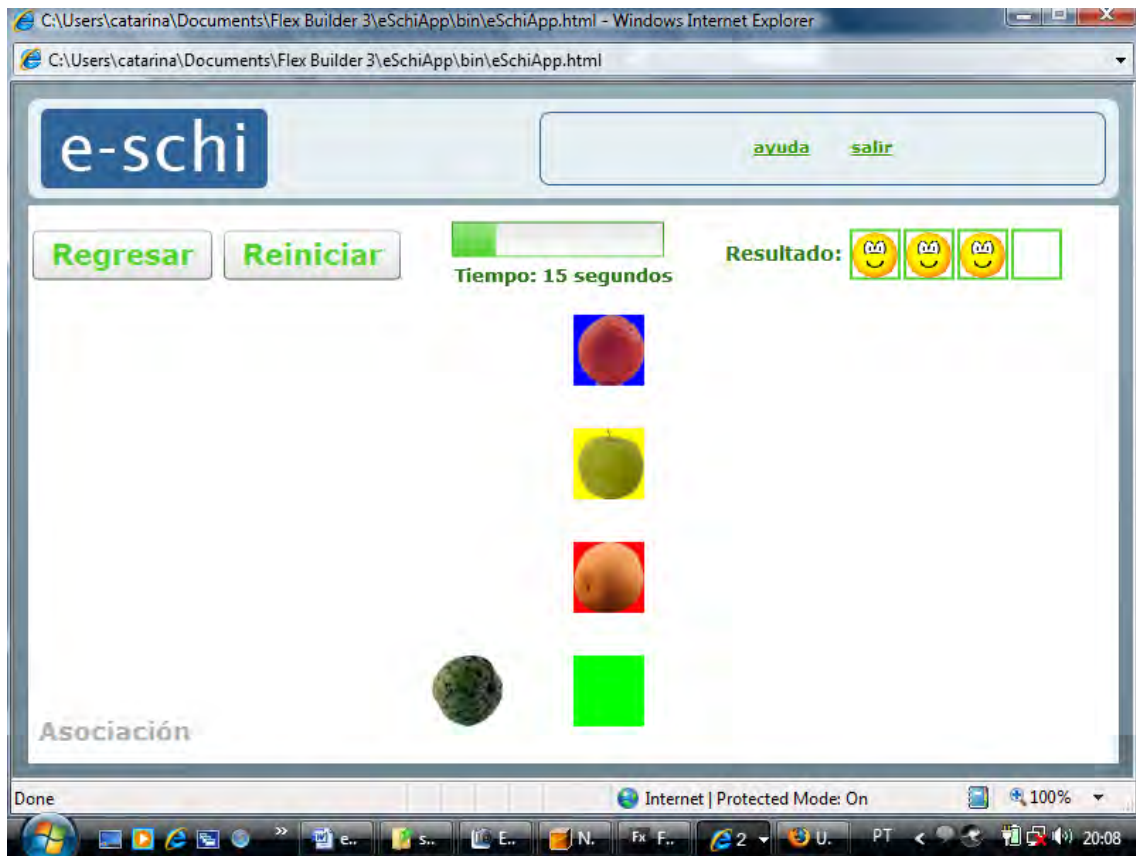 C:\Users\catarina\Documents\Flex Builder 3\eSchiApp\bin\eSchiApp.html - Windows Internet Explorer
C:\Users\catarina\Documents\Flex Builder 3\eSchiApp\bin\eSchiApp.html
e-schi
ayuda salir
Regresar Reiniciar
Tiempo: 15 segundos
Resultado:
Asociación
Done Internet | Protected Mode: On 100%
e.. s.. E.. N. Fx F.. 2 U. PT 20:08